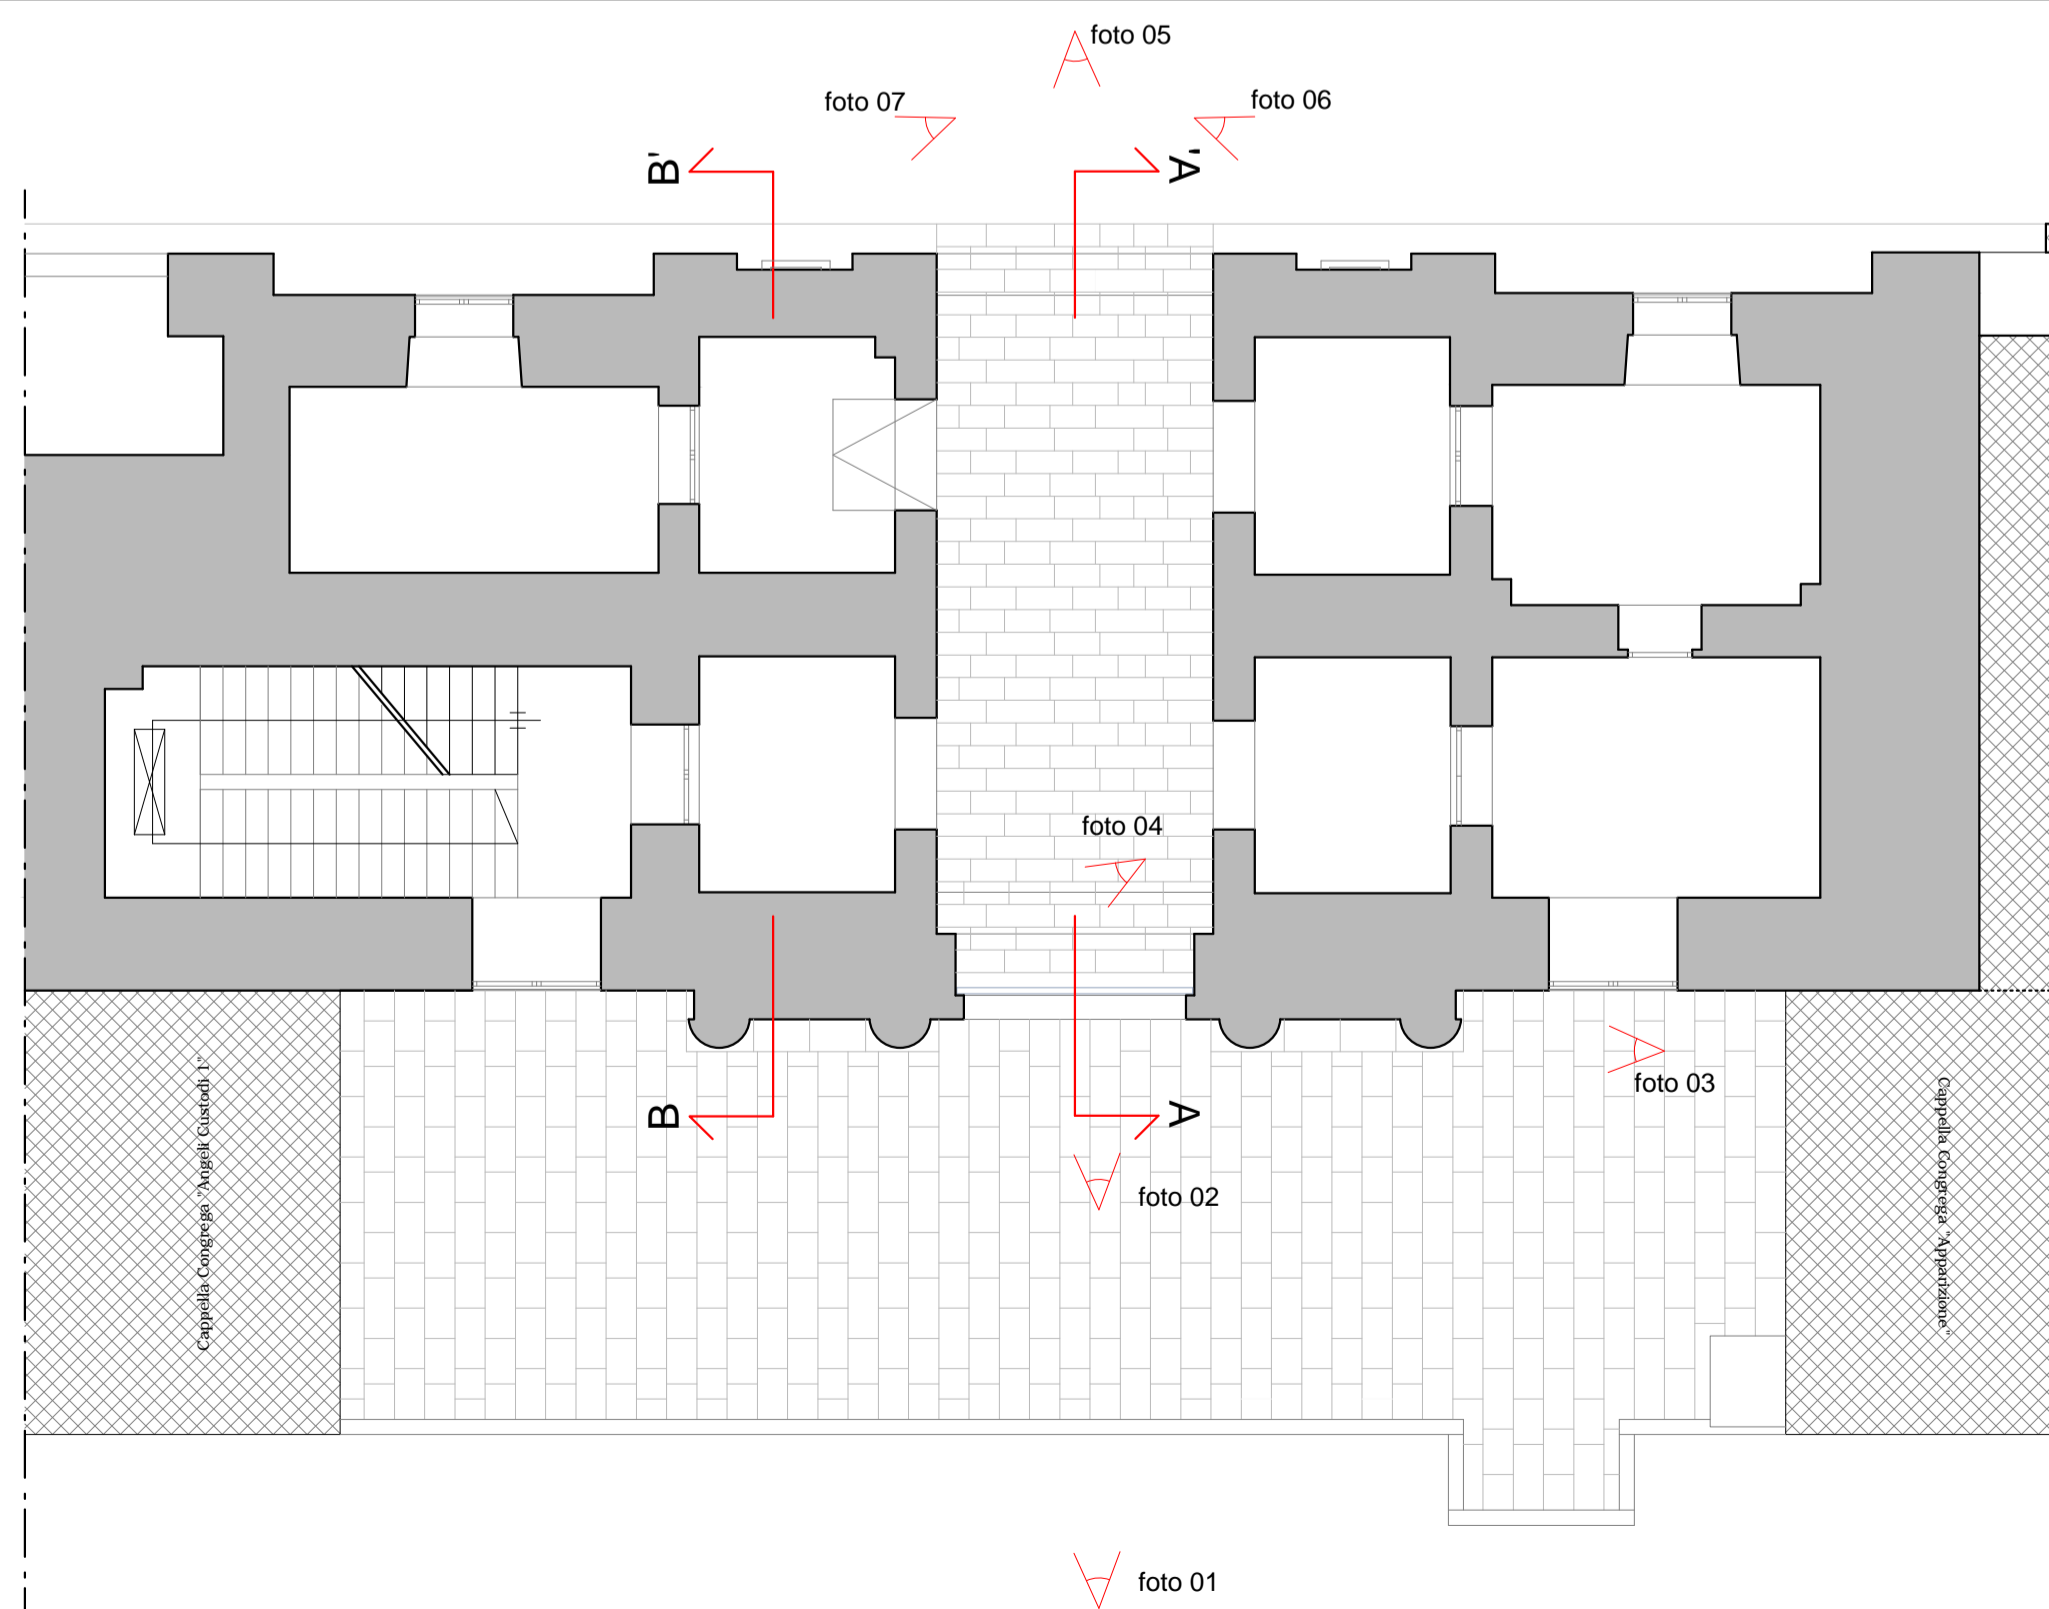 foto 05
foto 07
foto 06
B'
A'
foto 04
Cappella Congrega "Angeli Custodi 1"
Cappella Congrega "Apparizione"
foto 03
B
A
foto 02
foto 01